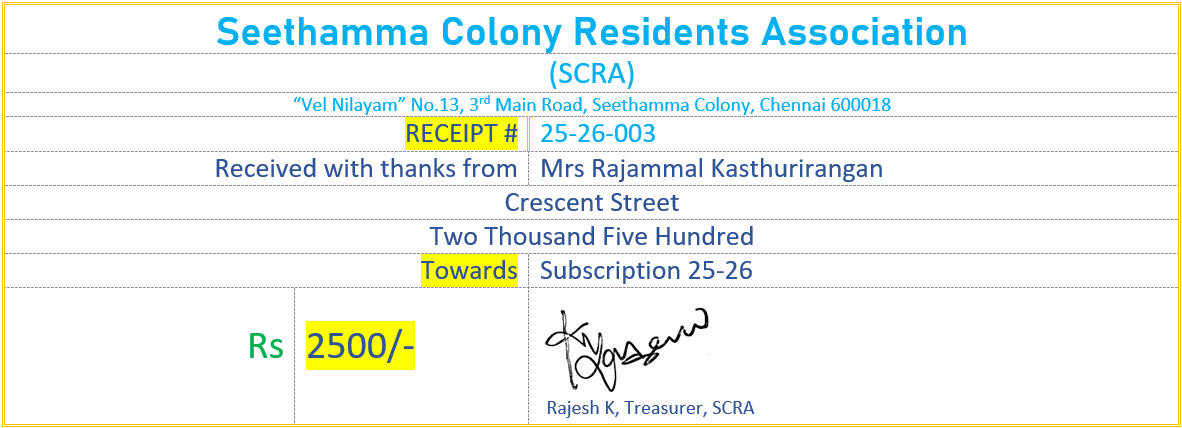 Seethamma Colony Residents Association
(SCRA)
“Vel Nilayam” No.13, 3rd Main Road, Seethamma Colony, Chennai 600018
RECEIPT # 25-26-003
Received with thanks from Mrs Rajammal Kasthurirangan
Crescent Street
Two Thousand Five Hundred
Towards Subscription 25-26
Rs 2500/-
Rajesh K, Treasurer, SCRA